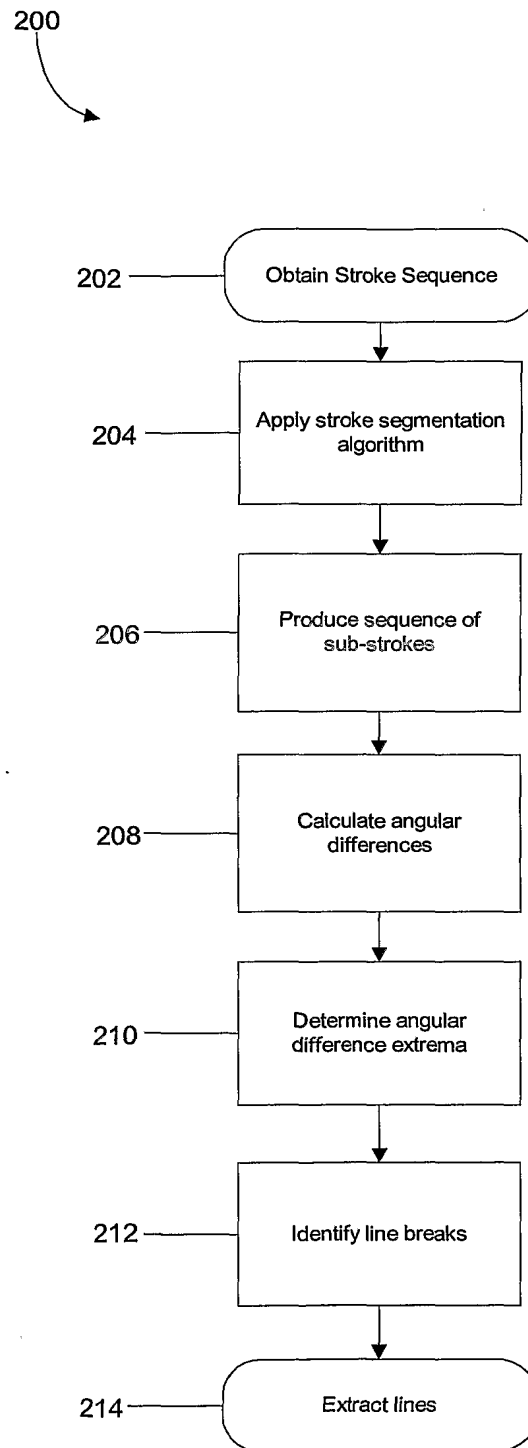 200
202
Obtain Stroke Sequence
204
Apply stroke segmentation
algorithm
206
Produce sequence of
sub-strokes
208
Calculate angular
differences
210
Determine angular
difference extrema
212
Identify line breaks
214
Extract lines